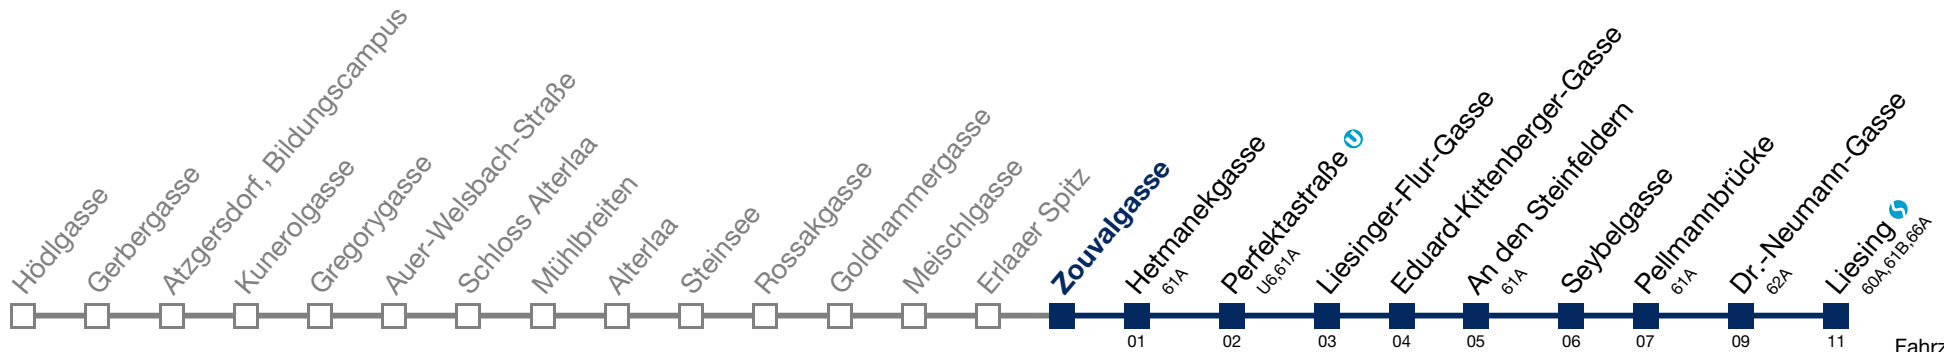 Hödlgasse
Gerbergasse
Atzgersdorf, Bildungscampus
Kunerolgasse
Gregorygasse
Auer-Welsbach-Straße
Schloss Alterlaa
Mühlbreiten
Alterlaa
Steinsee
Rossakgasse
Goldhammergasse
Meischlgasse
Erlaaer Spitz
Zouvalgasse
Hetmanekgasse
61A
Perfektastraße U
U6,61A
Liesinger-Flur-Gasse
Eduard-Kittenberger-Gasse
An den Steinfeldern
61A
Seybelgasse
Pellmannbrücke
61A
Dr.-Neumann-Gasse
62A
Liesing S
60A,61B,66A
01 02 03 04 05 06 07 09 11
Fahrz